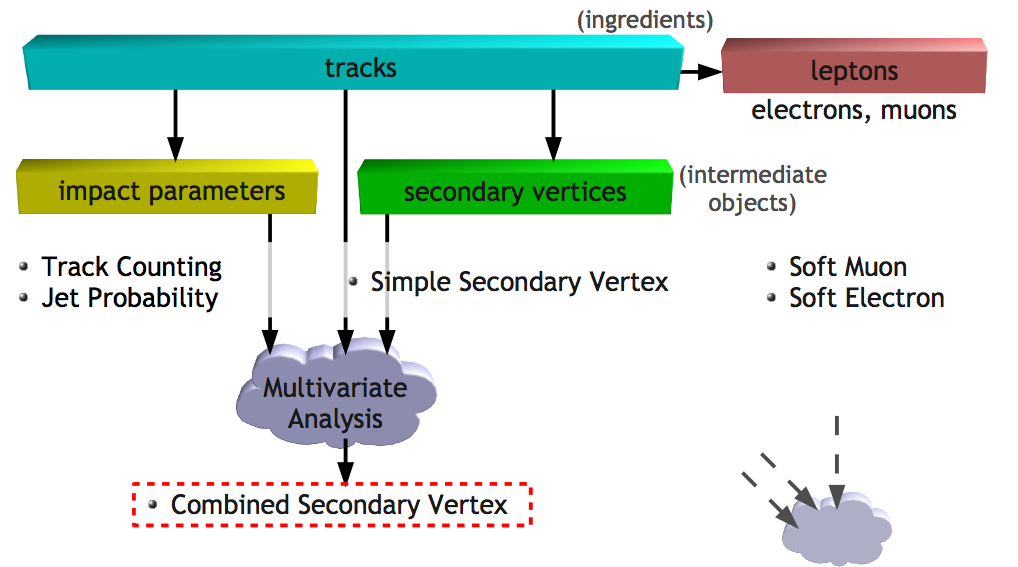 (ingredients)
tracks
leptons
electrons, muons
impact parameters
secondary vertices
(intermediate
objects)
Track Counting
Jet Probability
Simple Secondary Vertex
Soft Muon
Soft Electron
Multivariate
Analysis
Combined Secondary Vertex